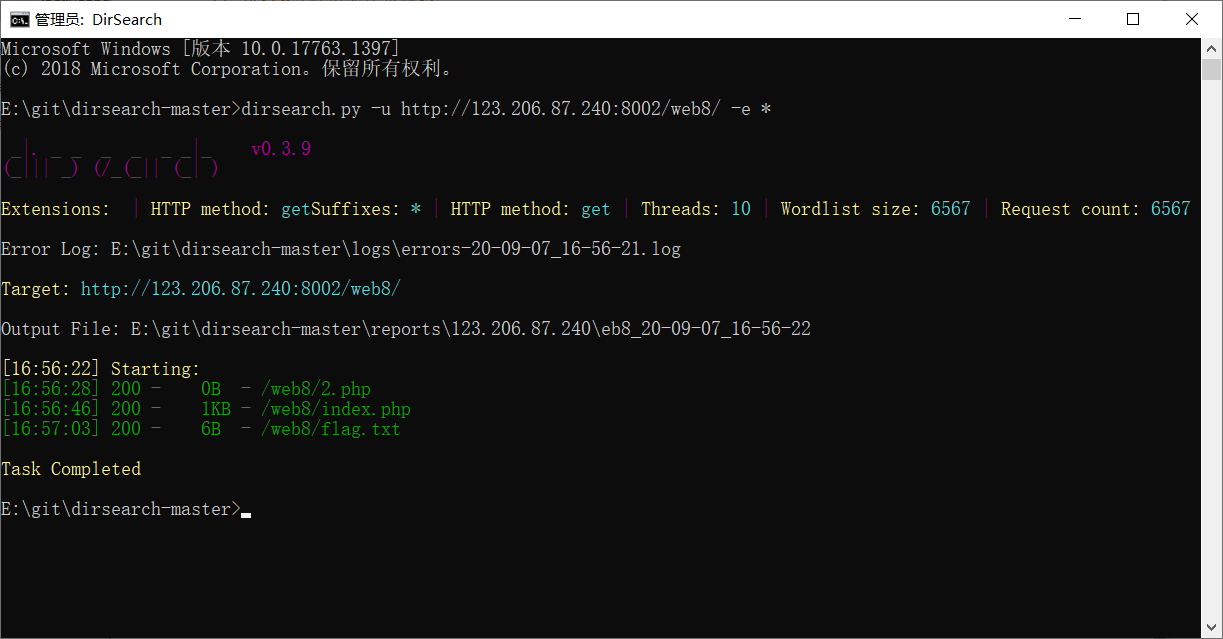 管理员: DirSearch
Microsoft Windows [版本 10.0.17763.1397]
(c) 2018 Microsoft Corporation。保留所有权利。
E:\git\dirsearch-master>dirsearch.py -u http://123.206.87.240:8002/web8/ -e *
v0.3.9
Extensions:  | HTTP method: getSuffixes: * | HTTP method: get | Threads: 10 | Wordlist size: 6567 | Request count: 6567
Error Log: E:\git\dirsearch-master\logs\errors-20-09-07_16-56-21.log
Target: http://123.206.87.240:8002/web8/
Output File: E:\git\dirsearch-master\reports\123.206.87.240\eb8_20-09-07_16-56-22
[16:56:22] Starting:
[16:56:28] 200 -    0B  - /web8/2.php
[16:56:46] 200 -    1KB - /web8/index.php
[16:57:03] 200 -    6B  - /web8/flag.txt
Task Completed
E:\git\dirsearch-master>